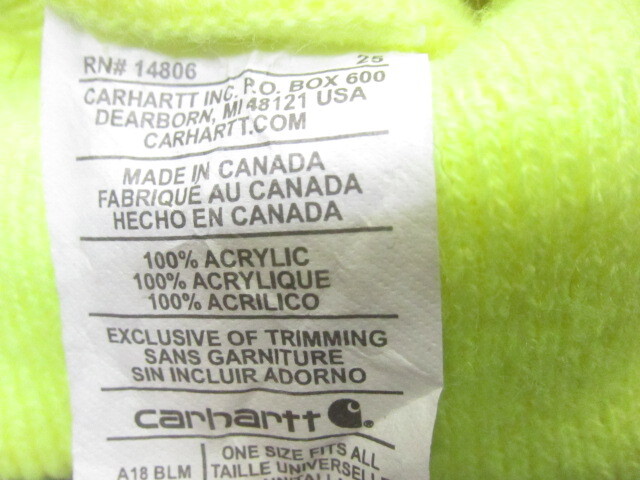 RN# 14806 25
CARHARTT INC. P.O. BOX 600
DEARBORN, MI 48121 USA
CARHARTT.COM
MADE IN CANADA
FABRIQUÉ AU CANADA
HECHO EN CANADA
100% ACRYLIC
100% ACRYLIQUE
100% ACRILICO
EXCLUSIVE OF TRIMMING
SANS GARNITURE
SIN INCLUIR ADORNO
carhartt
A18 BLM
ONE SIZE FITS ALL
TAILLE UNIVERSELLE